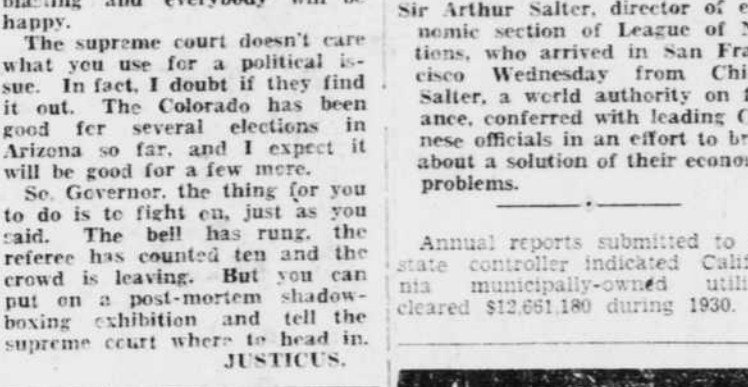 happy.
The supreme court doesn't care
what you use for a political is-
sue. In fact, I doubt if they find
it out. The Colorado has been
good for several elections in
Arizona so far, and I expect it
will be good for a few more.
So, Governor, the thing for you
to do is to fight on, just as you
said. The bell has rung, the
referee has counted ten and the
crowd is leaving. But you can
put on a post-mortem shadow-
boxing exhibition and tell the
supreme court where to head in.
JUSTICUS.
Sir Arthur Salter, director of
nomic section of League of
tions, who arrived in San Fra
cisco Wednesday from Chi
Salter, a world authority on
ance, conferred with leading
nese officials in an effort to br
about a solution of their econo
problems.
Annual reports submitted to
state controller indicated Calif
nia municipally-owned utili
cleared $12,661,180 during 1930.